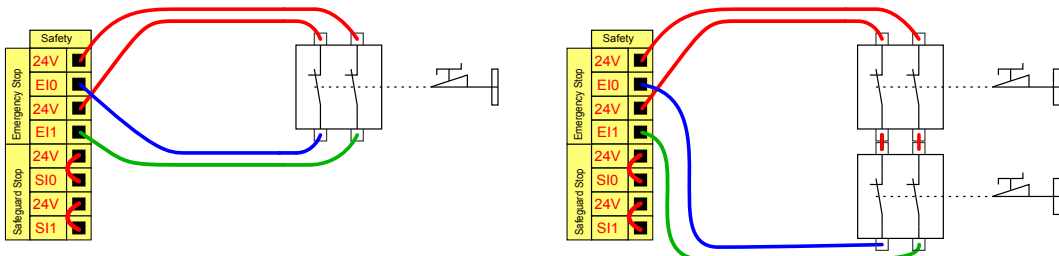 Safety
Emergency Stop
24V
EI0
24V
EI1
Safeguard Stop
24V
SI0
24V
SI1
Safety
Emergency Stop
24V
EI0
24V
EI1
Safeguard Stop
24V
SI0
24V
SI1